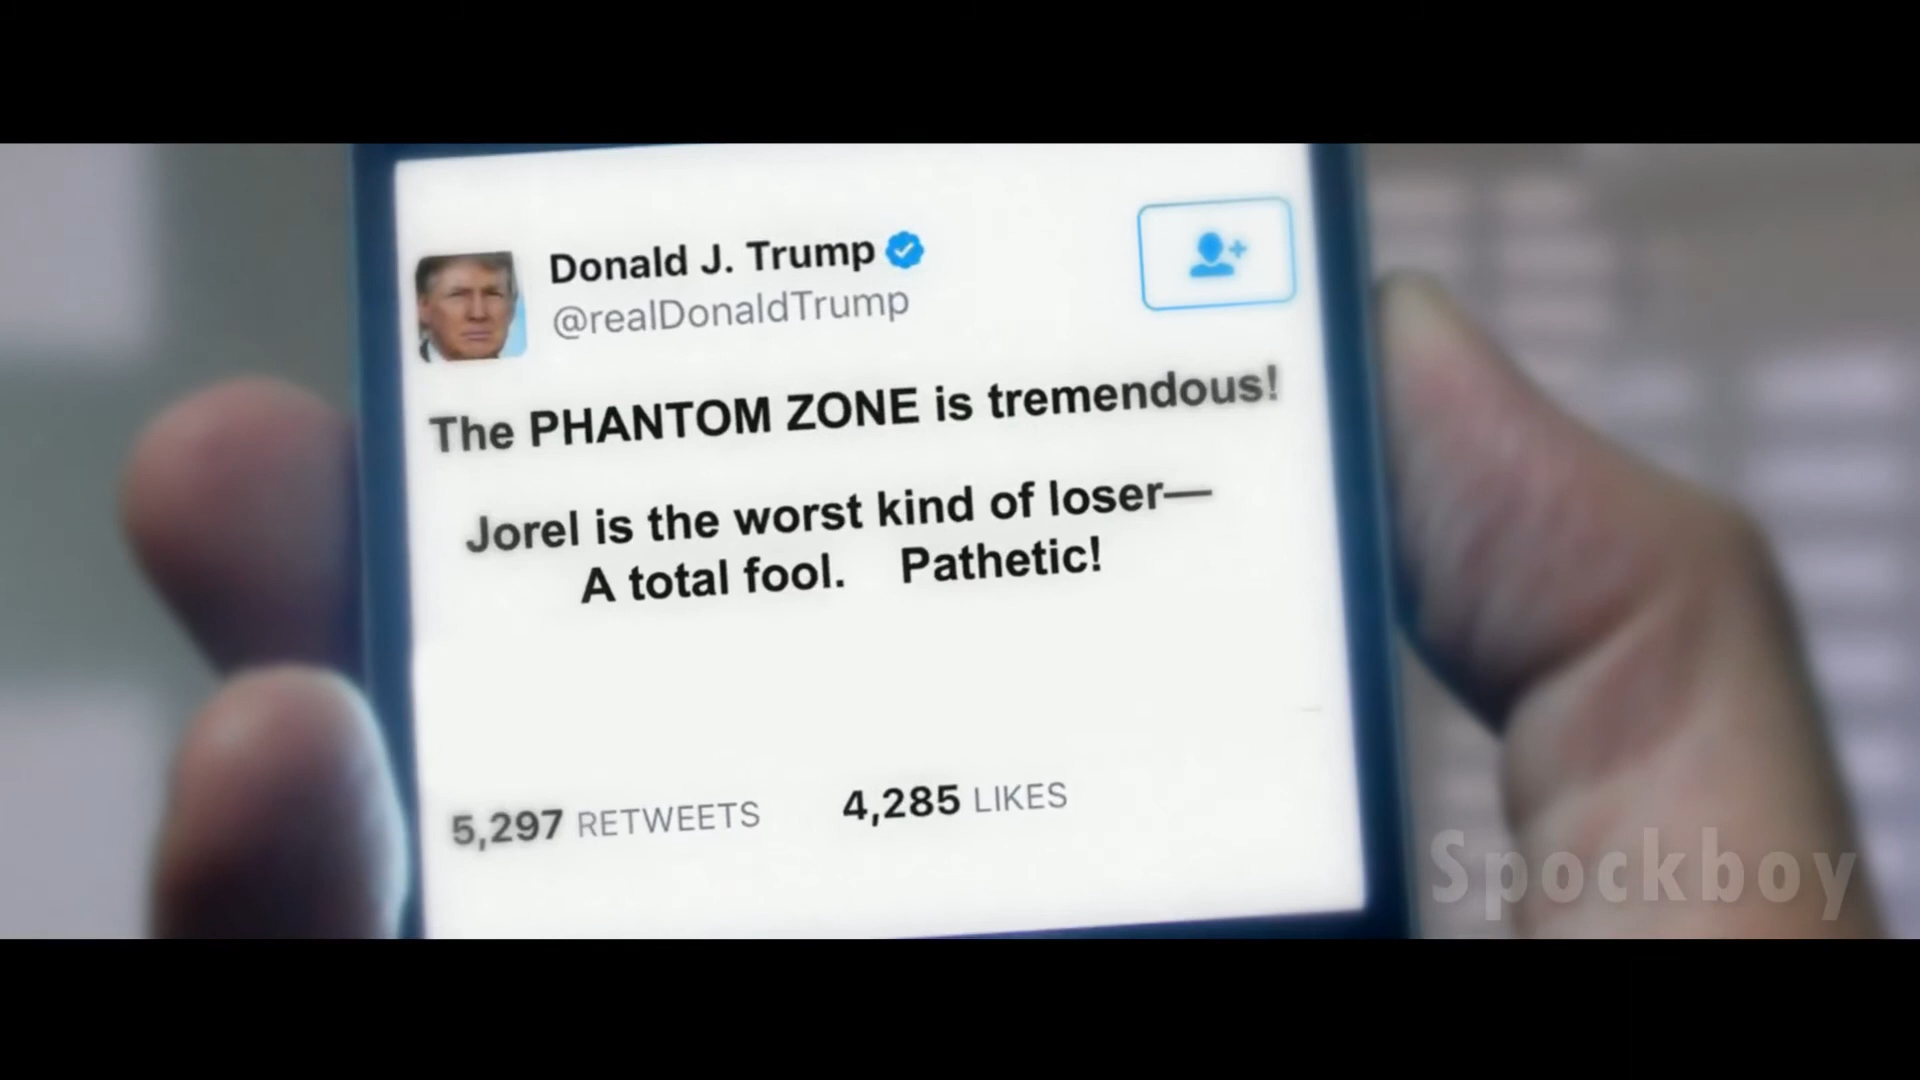 Donald J. Trump
@realDonaldTrump
The PHANTOM ZONE is tremendous!
Jorel is the worst kind of loser—
A total fool. Pathetic!
5,297 RETWEETS 4,285 LIKES
Spockboy